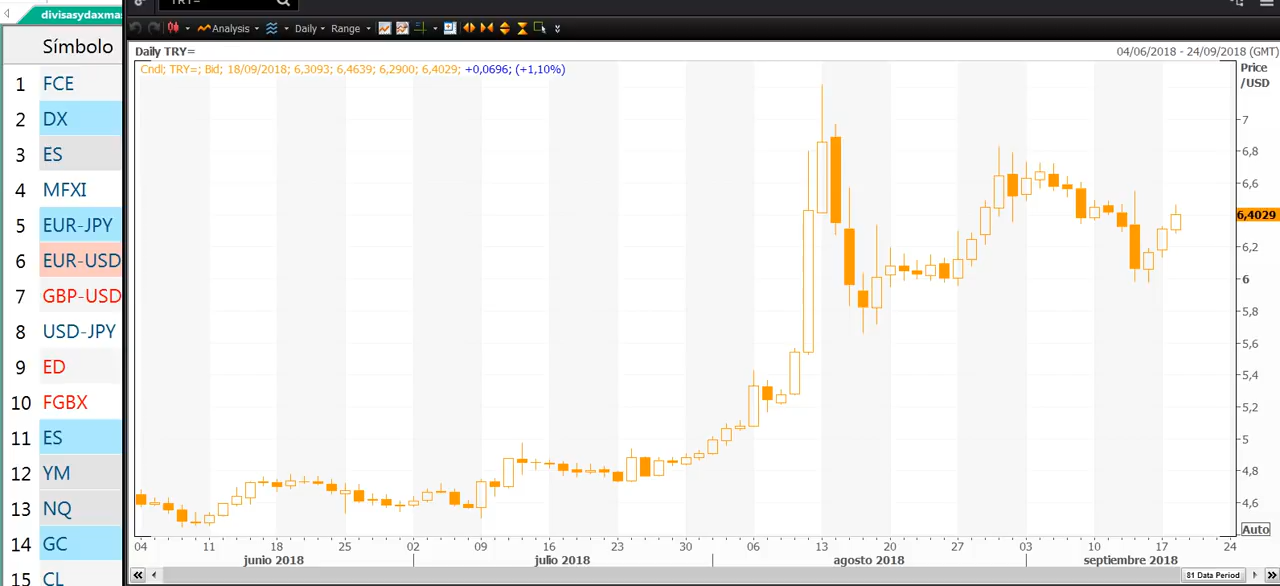 divisasydaxmas
Símbolo
1 FCE
2 DX
3 ES
4 MFXI
5 EUR-JPY
6 EUR-USD
7 GBP-USD
8 USD-JPY
9 ED
10 FGBX
11 ES
12 YM
13 NQ
14 GC
15 CL
TRY=
Analysis Daily Range
Daily TRY=
04/06/2018 - 24/09/2018 (GMT)
Cndl; TRY=; Bid; 18/09/2018; 6,3093; 6,4639; 6,2900; 6,4029; +0,0696; (+1,10%)
Price
/USD
7
6,8
6,6
6,4029
6,2
6
5,8
5,6
5,4
5,2
5
4,8
4,6
Auto
04 11 18 25 02 09 16 23 30 06 13 20 27 03 10 17 24
junio 2018 julio 2018 agosto 2018 septiembre 2018
81 Data Period